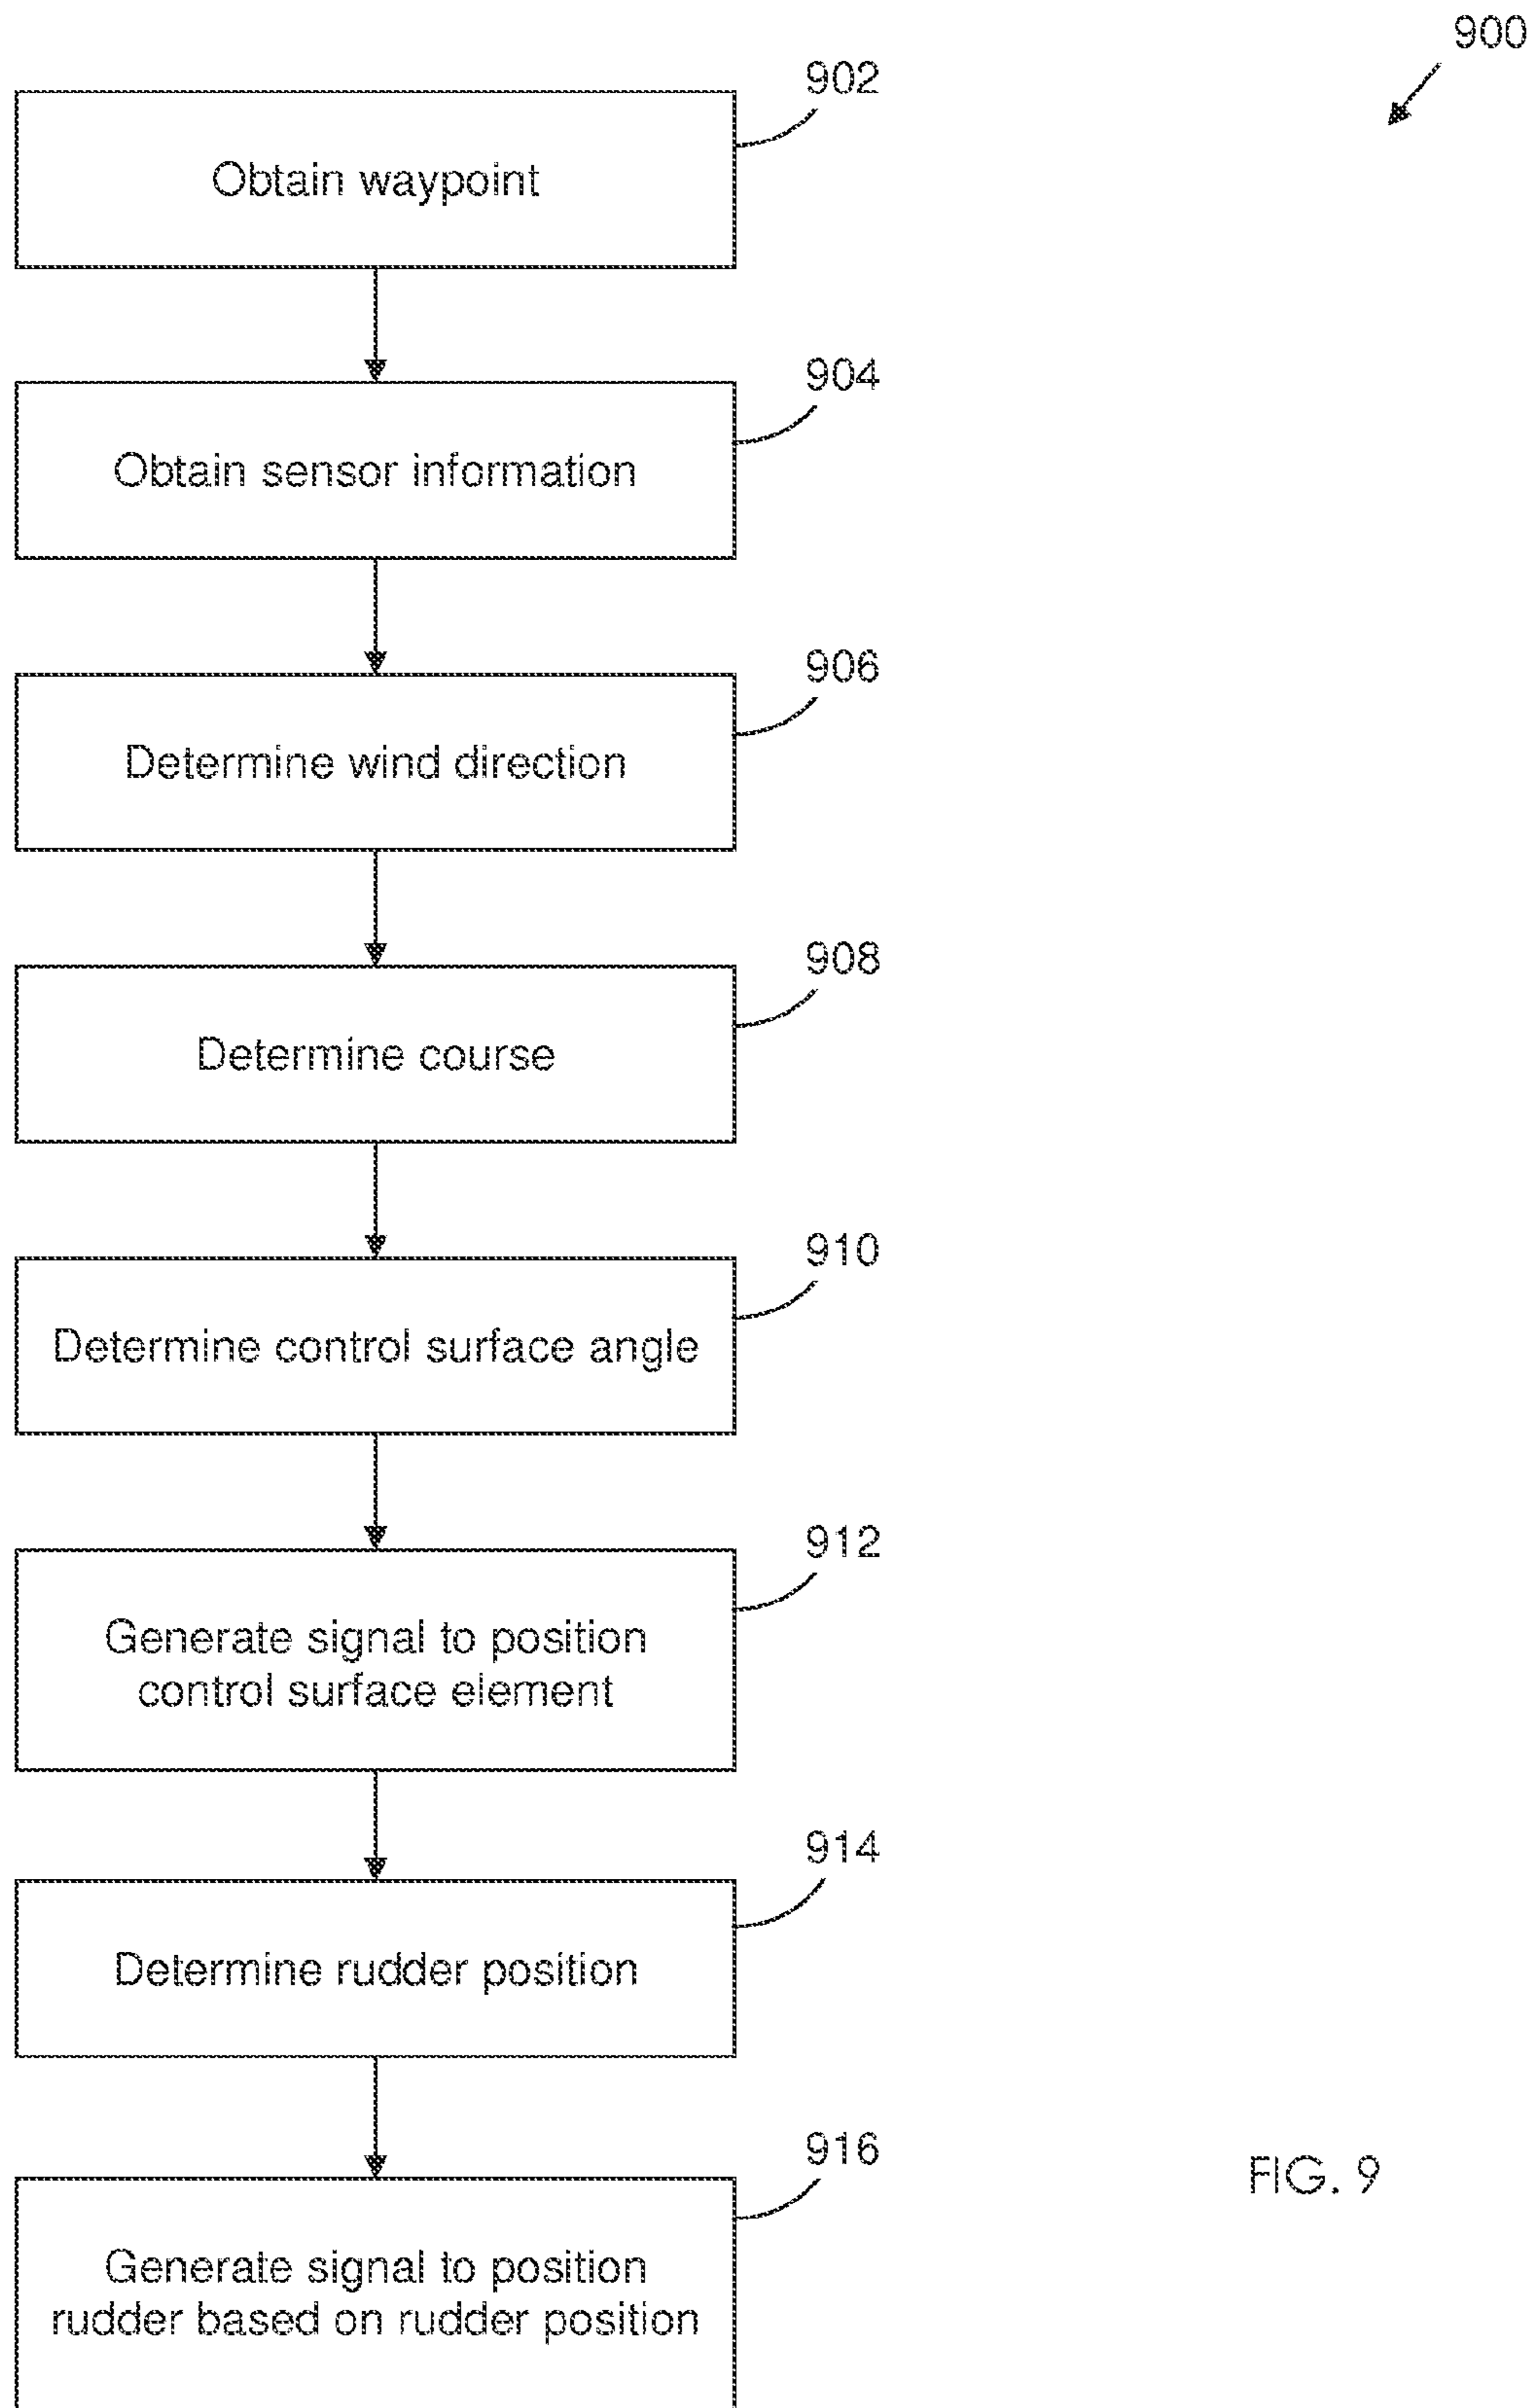 900
902
Obtain waypoint
904
Obtain sensor information
906
Determine wind direction
908
Determine course
910
Determine control surface angle
912
Generate signal to position
control surface element
914
Determine rudder position
916
Generate signal to position
rudder based on rudder position
FIG. 9